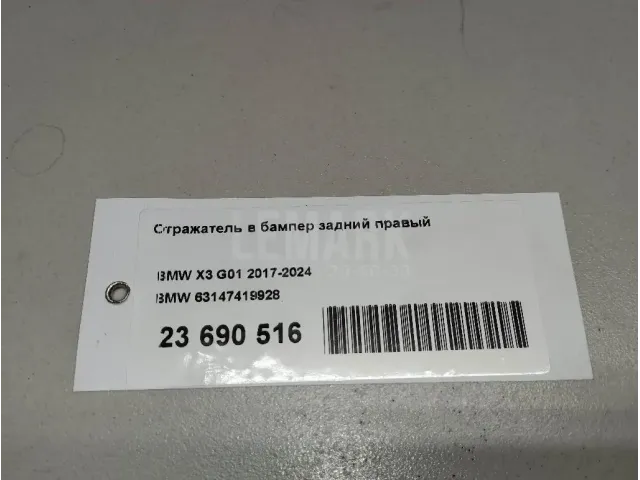 Отражатель в бампер задний правый
LEMARK
BMW X3 G01 2017-2024
BMW 63147419928
23 690 516